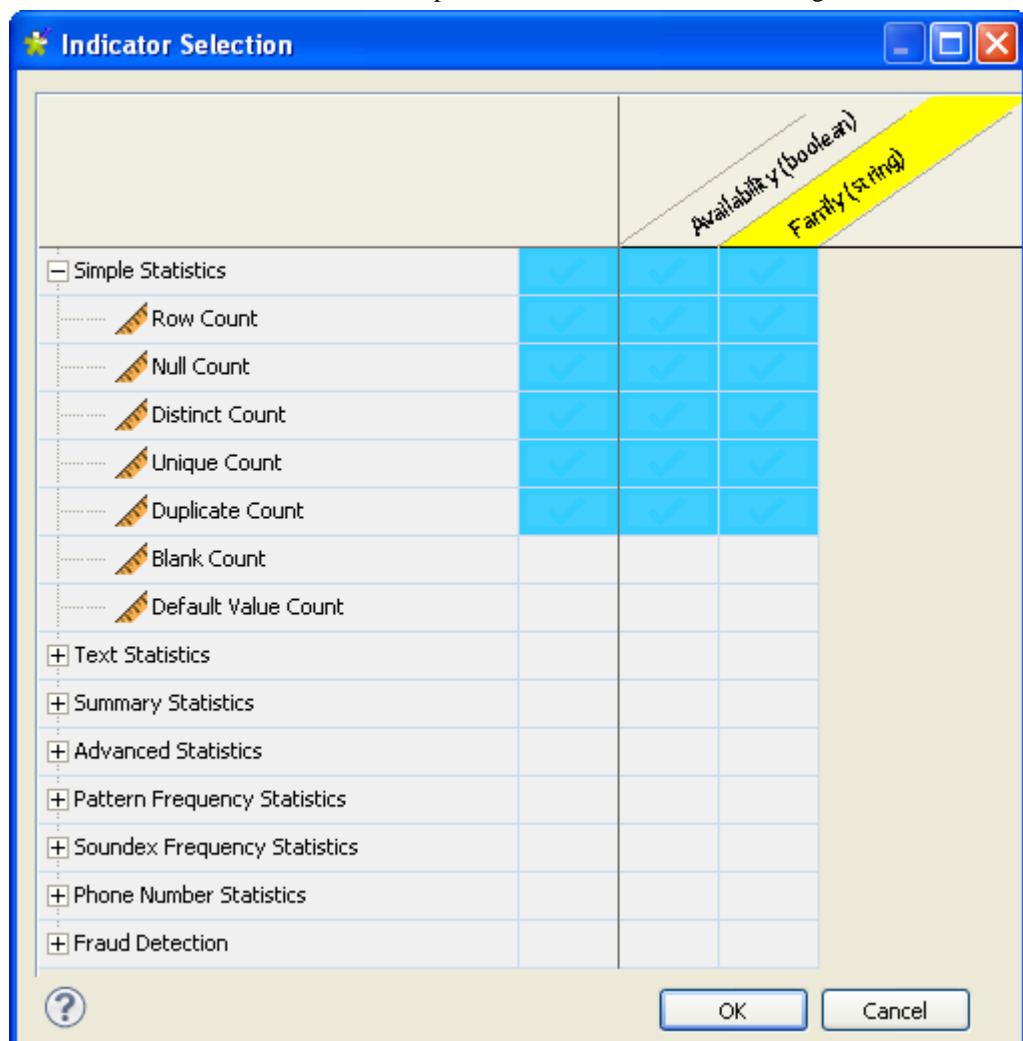 Indicator Selection
Availability (boolean)
Family (string)
Simple Statistics
Row Count
Null Count
Distinct Count
Unique Count
Duplicate Count
Blank Count
Default Value Count
Text Statistics
Summary Statistics
Advanced Statistics
Pattern Frequency Statistics
Soundex Frequency Statistics
Phone Number Statistics
Fraud Detection
OK Cancel